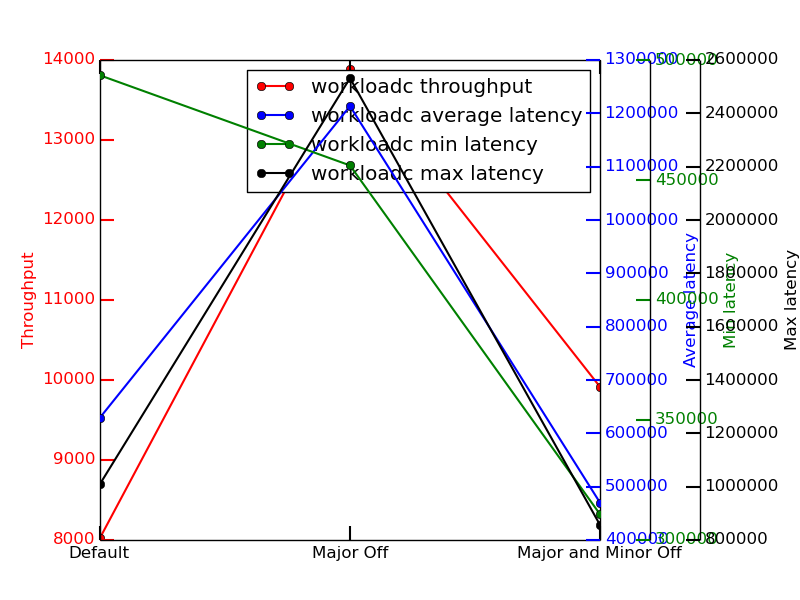 workloadc throughput
workloadc average latency
workloadc min latency
workloadc max latency
Throughput
14000
13000
12000
11000
10000
9000
8000
Default
Major Off
Major and Minor Off
1300000
1200000
1100000
1000000
900000
800000
700000
600000
500000
400000
Average latency
500000
450000
400000
350000
300000
Min latency
2600000
2400000
2200000
2000000
1800000
1600000
1400000
1200000
1000000
800000
Max latency